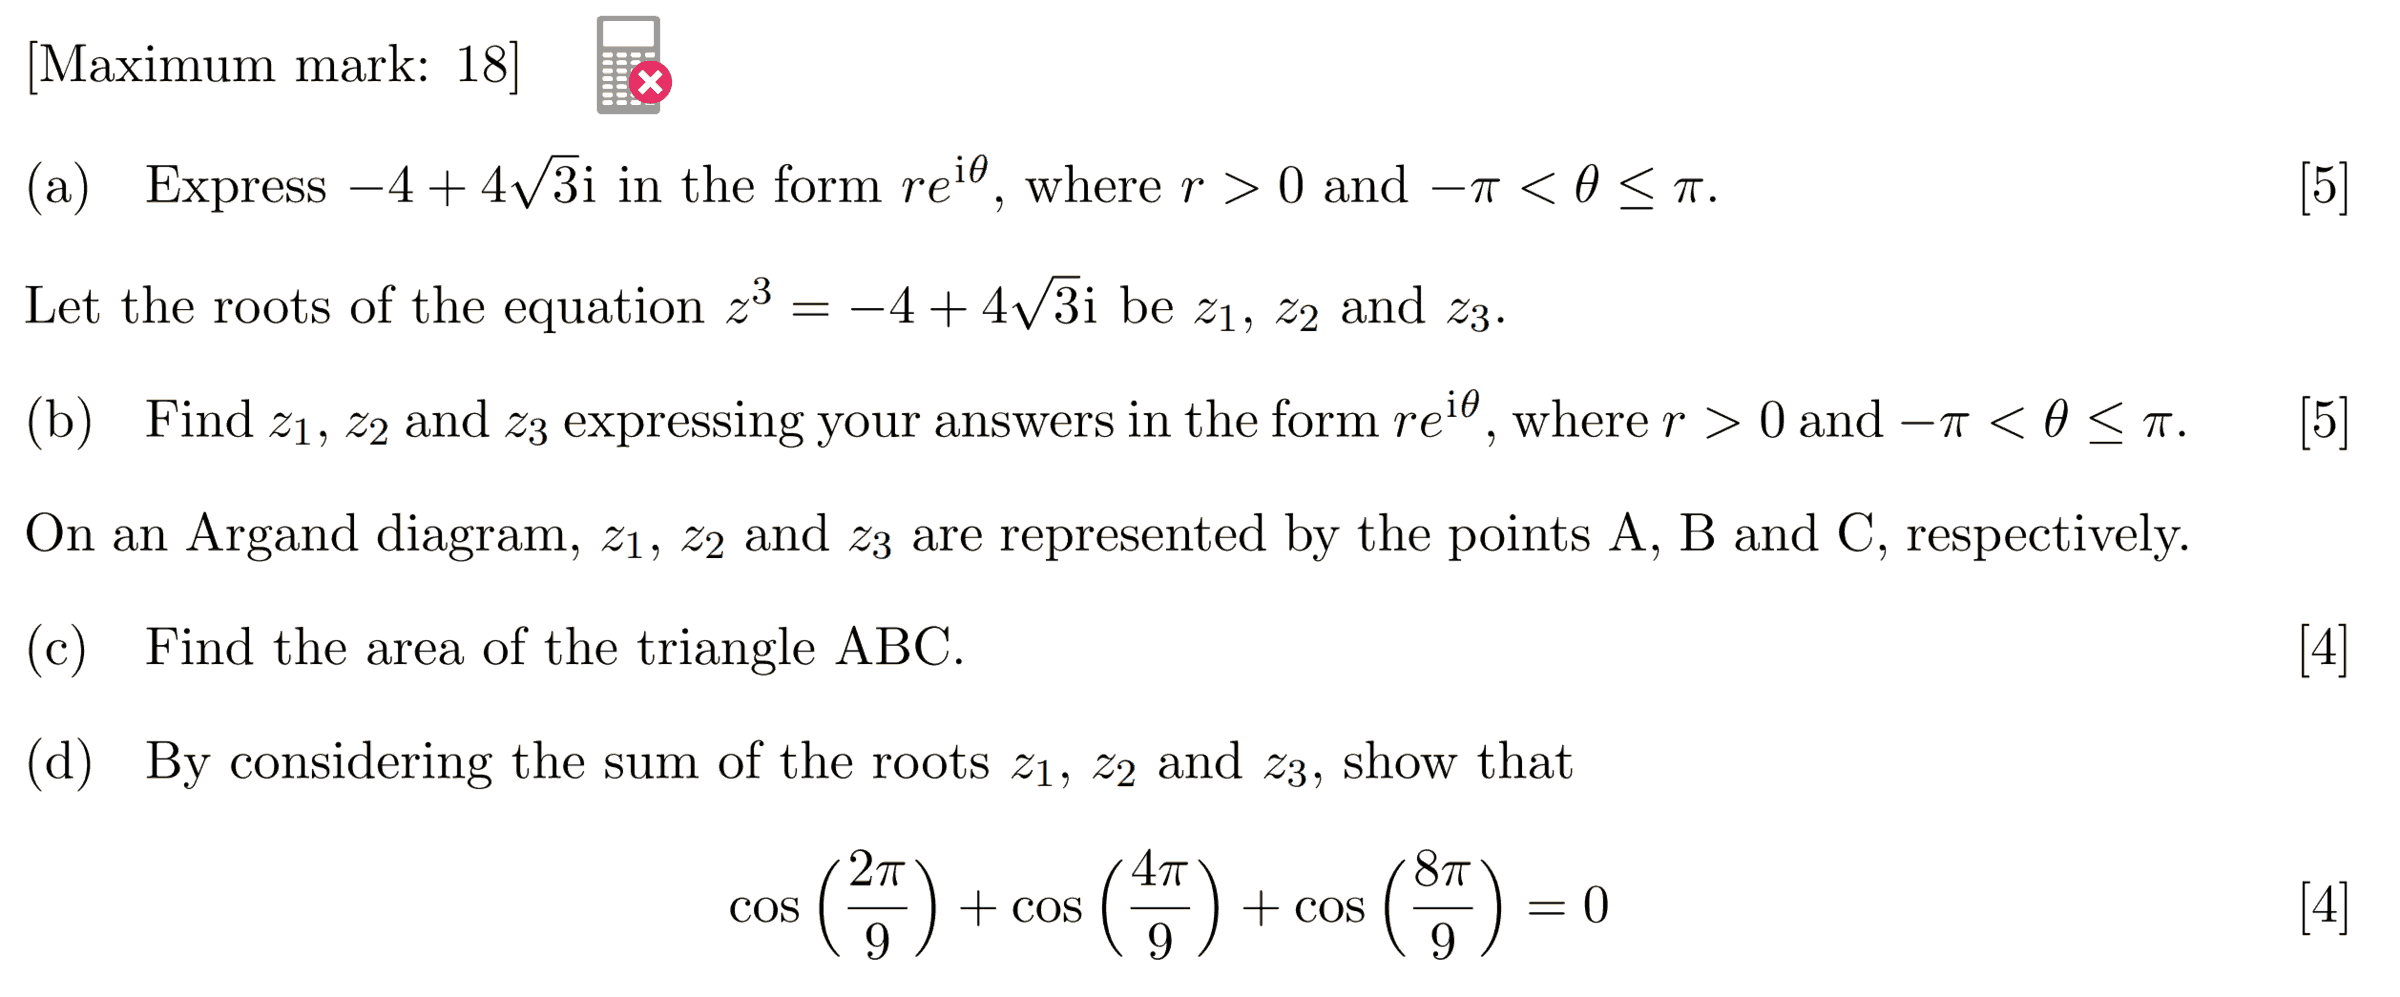 [Maximum mark: 18]
(a) Express −4 + 4√3i in the form re^{iθ}, where r > 0 and −π < θ ≤ π. [5]
Let the roots of the equation z³ = −4 + 4√3i be z₁, z₂ and z₃.
(b) Find z₁, z₂ and z₃ expressing your answers in the form re^{iθ}, where r > 0 and −π < θ ≤ π. [5]
On an Argand diagram, z₁, z₂ and z₃ are represented by the points A, B and C, respectively.
(c) Find the area of the triangle ABC. [4]
(d) By considering the sum of the roots z₁, z₂ and z₃, show that
cos(2π/9) + cos(4π/9) + cos(8π/9) = 0 [4]